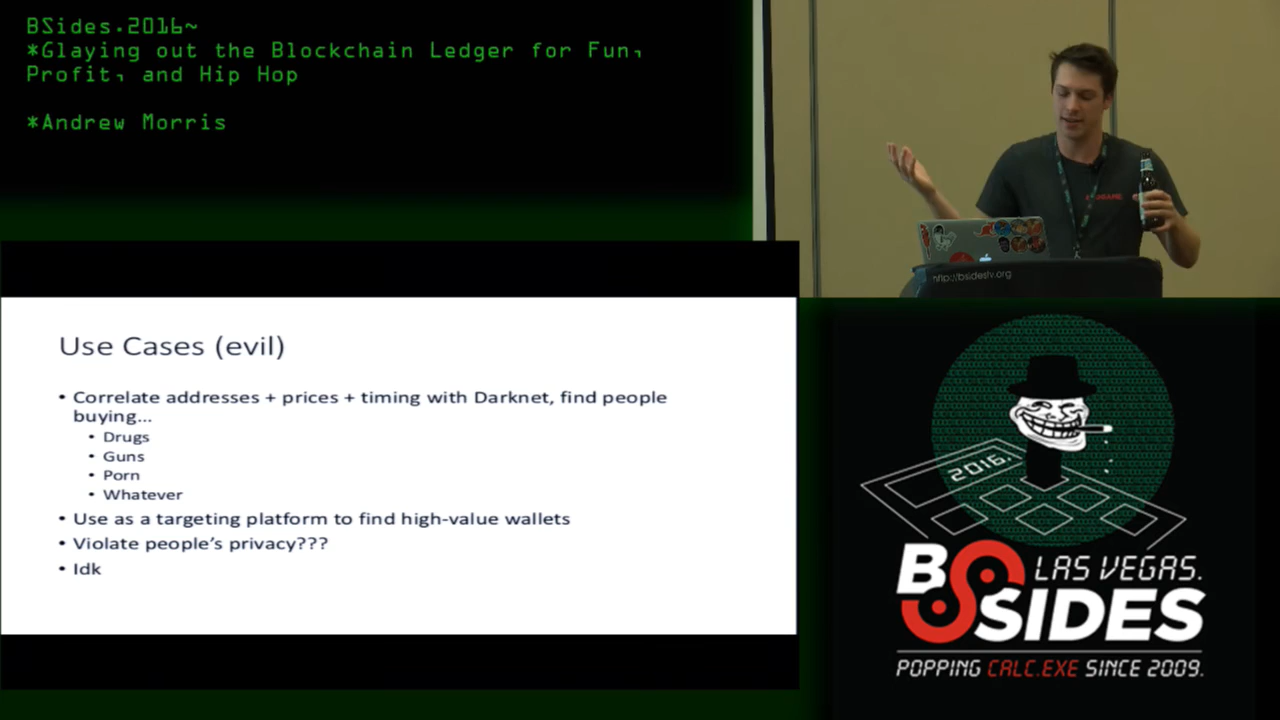 BSides.2016~
*Glaying out the Blockchain Ledger for Fun,
Profit, and Hip Hop
*Andrew Morris
http://bsideslv.org
Use Cases (evil)
• Correlate addresses + prices + timing with Darknet, find people
buying...
• Drugs
• Guns
• Porn
• Whatever
• Use as a targeting platform to find high-value wallets
• Violate people's privacy???
• Idk
2016.
BSIDES
LAS VEGAS.
POPPING CALC.EXE SINCE 2009.